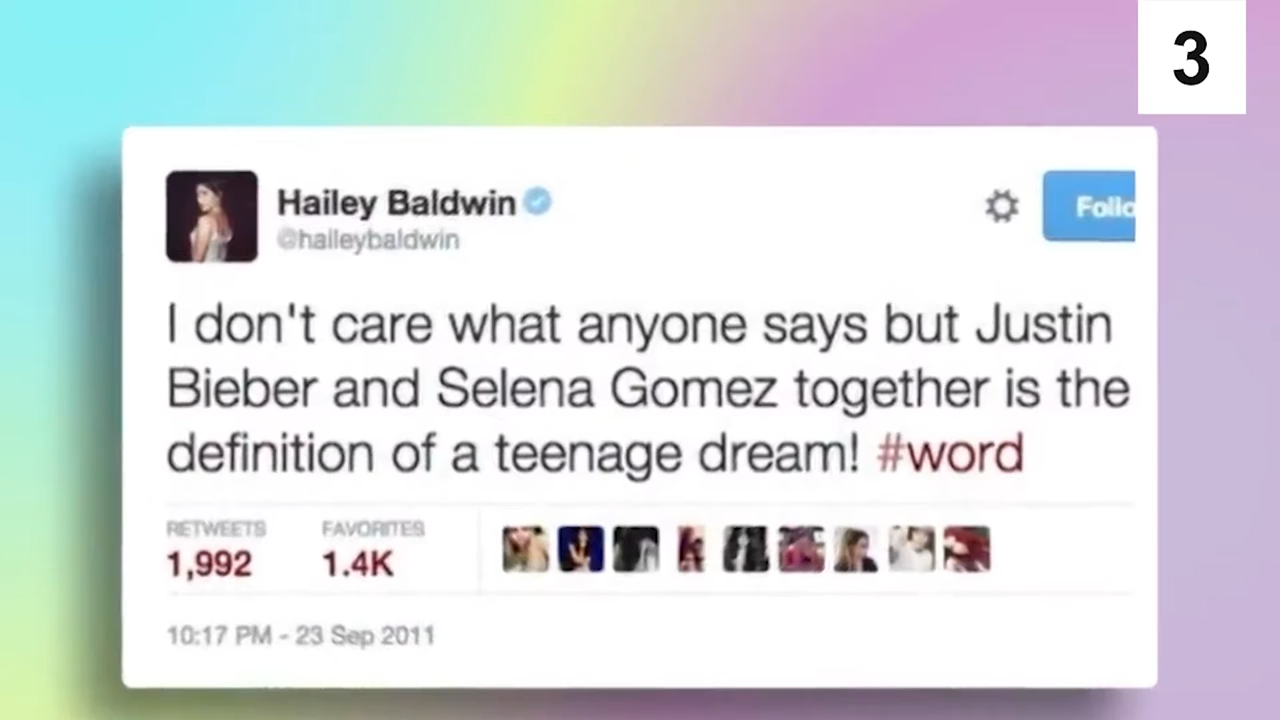 3
Hailey Baldwin
@haileybaldwin
Follo
I don't care what anyone says but Justin
Bieber and Selena Gomez together is the
definition of a teenage dream! #word
RETWEETS FAVORITES
1,992 1.4K
10:17 PM - 23 Sep 2011